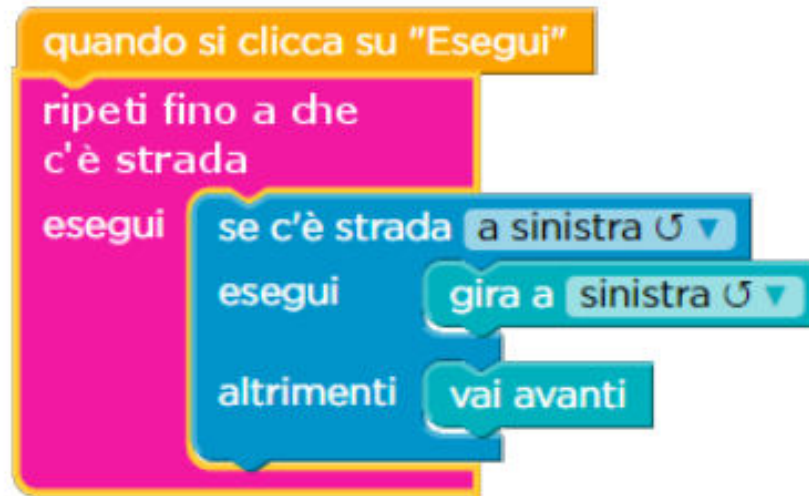 quando si clicca su "Esegui"
ripeti fino a che
c'è strada
esegui se c'è strada a sinistra ↺ ▼
esegui gira a sinistra ↺ ▼
altrimenti vai avanti